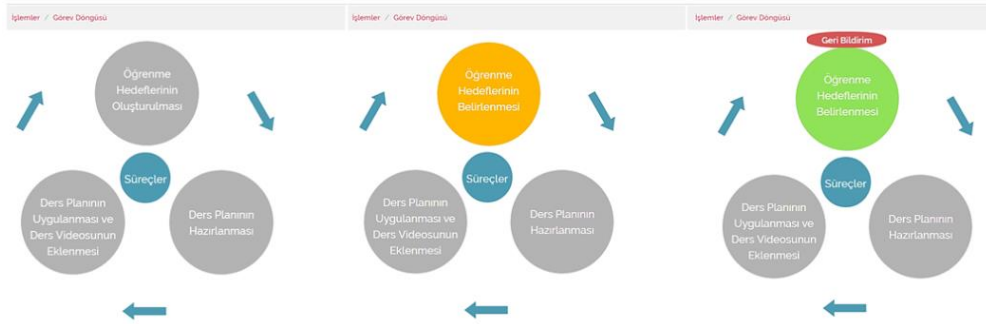 İşlemler / Görev Döngüsü
Öğrenme
Hedeflerinin
Oluşturulması
Süreçler
Ders Planının
Uygulanması ve
Ders Videosunun
Eklenmesi
Ders Planının
Hazırlanması
İşlemler / Görev Döngüsü
Öğrenme
Hedeflerinin
Belirlenmesi
Süreçler
Ders Planının
Uygulanması ve
Ders Videosunun
Eklenmesi
Ders Planının
Hazırlanması
İşlemler / Görev Döngüsü
Geri Bildirim
Öğrenme
Hedeflerinin
Belirlenmesi
Süreçler
Ders Planının
Uygulanması ve
Ders Videosunun
Eklenmesi
Ders Planının
Hazırlanması